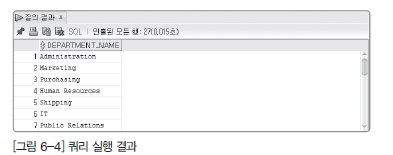 질의 결과 ×
SQL | 인출된 모든 행: 27(0,015초)
DEPARTMENT_NAME
1 Administration
2 Marketing
3 Purchasing
4 Human Resources
5 Shipping
6 IT
7 Public Relations
[그림 6-4] 쿼리 실행 결과